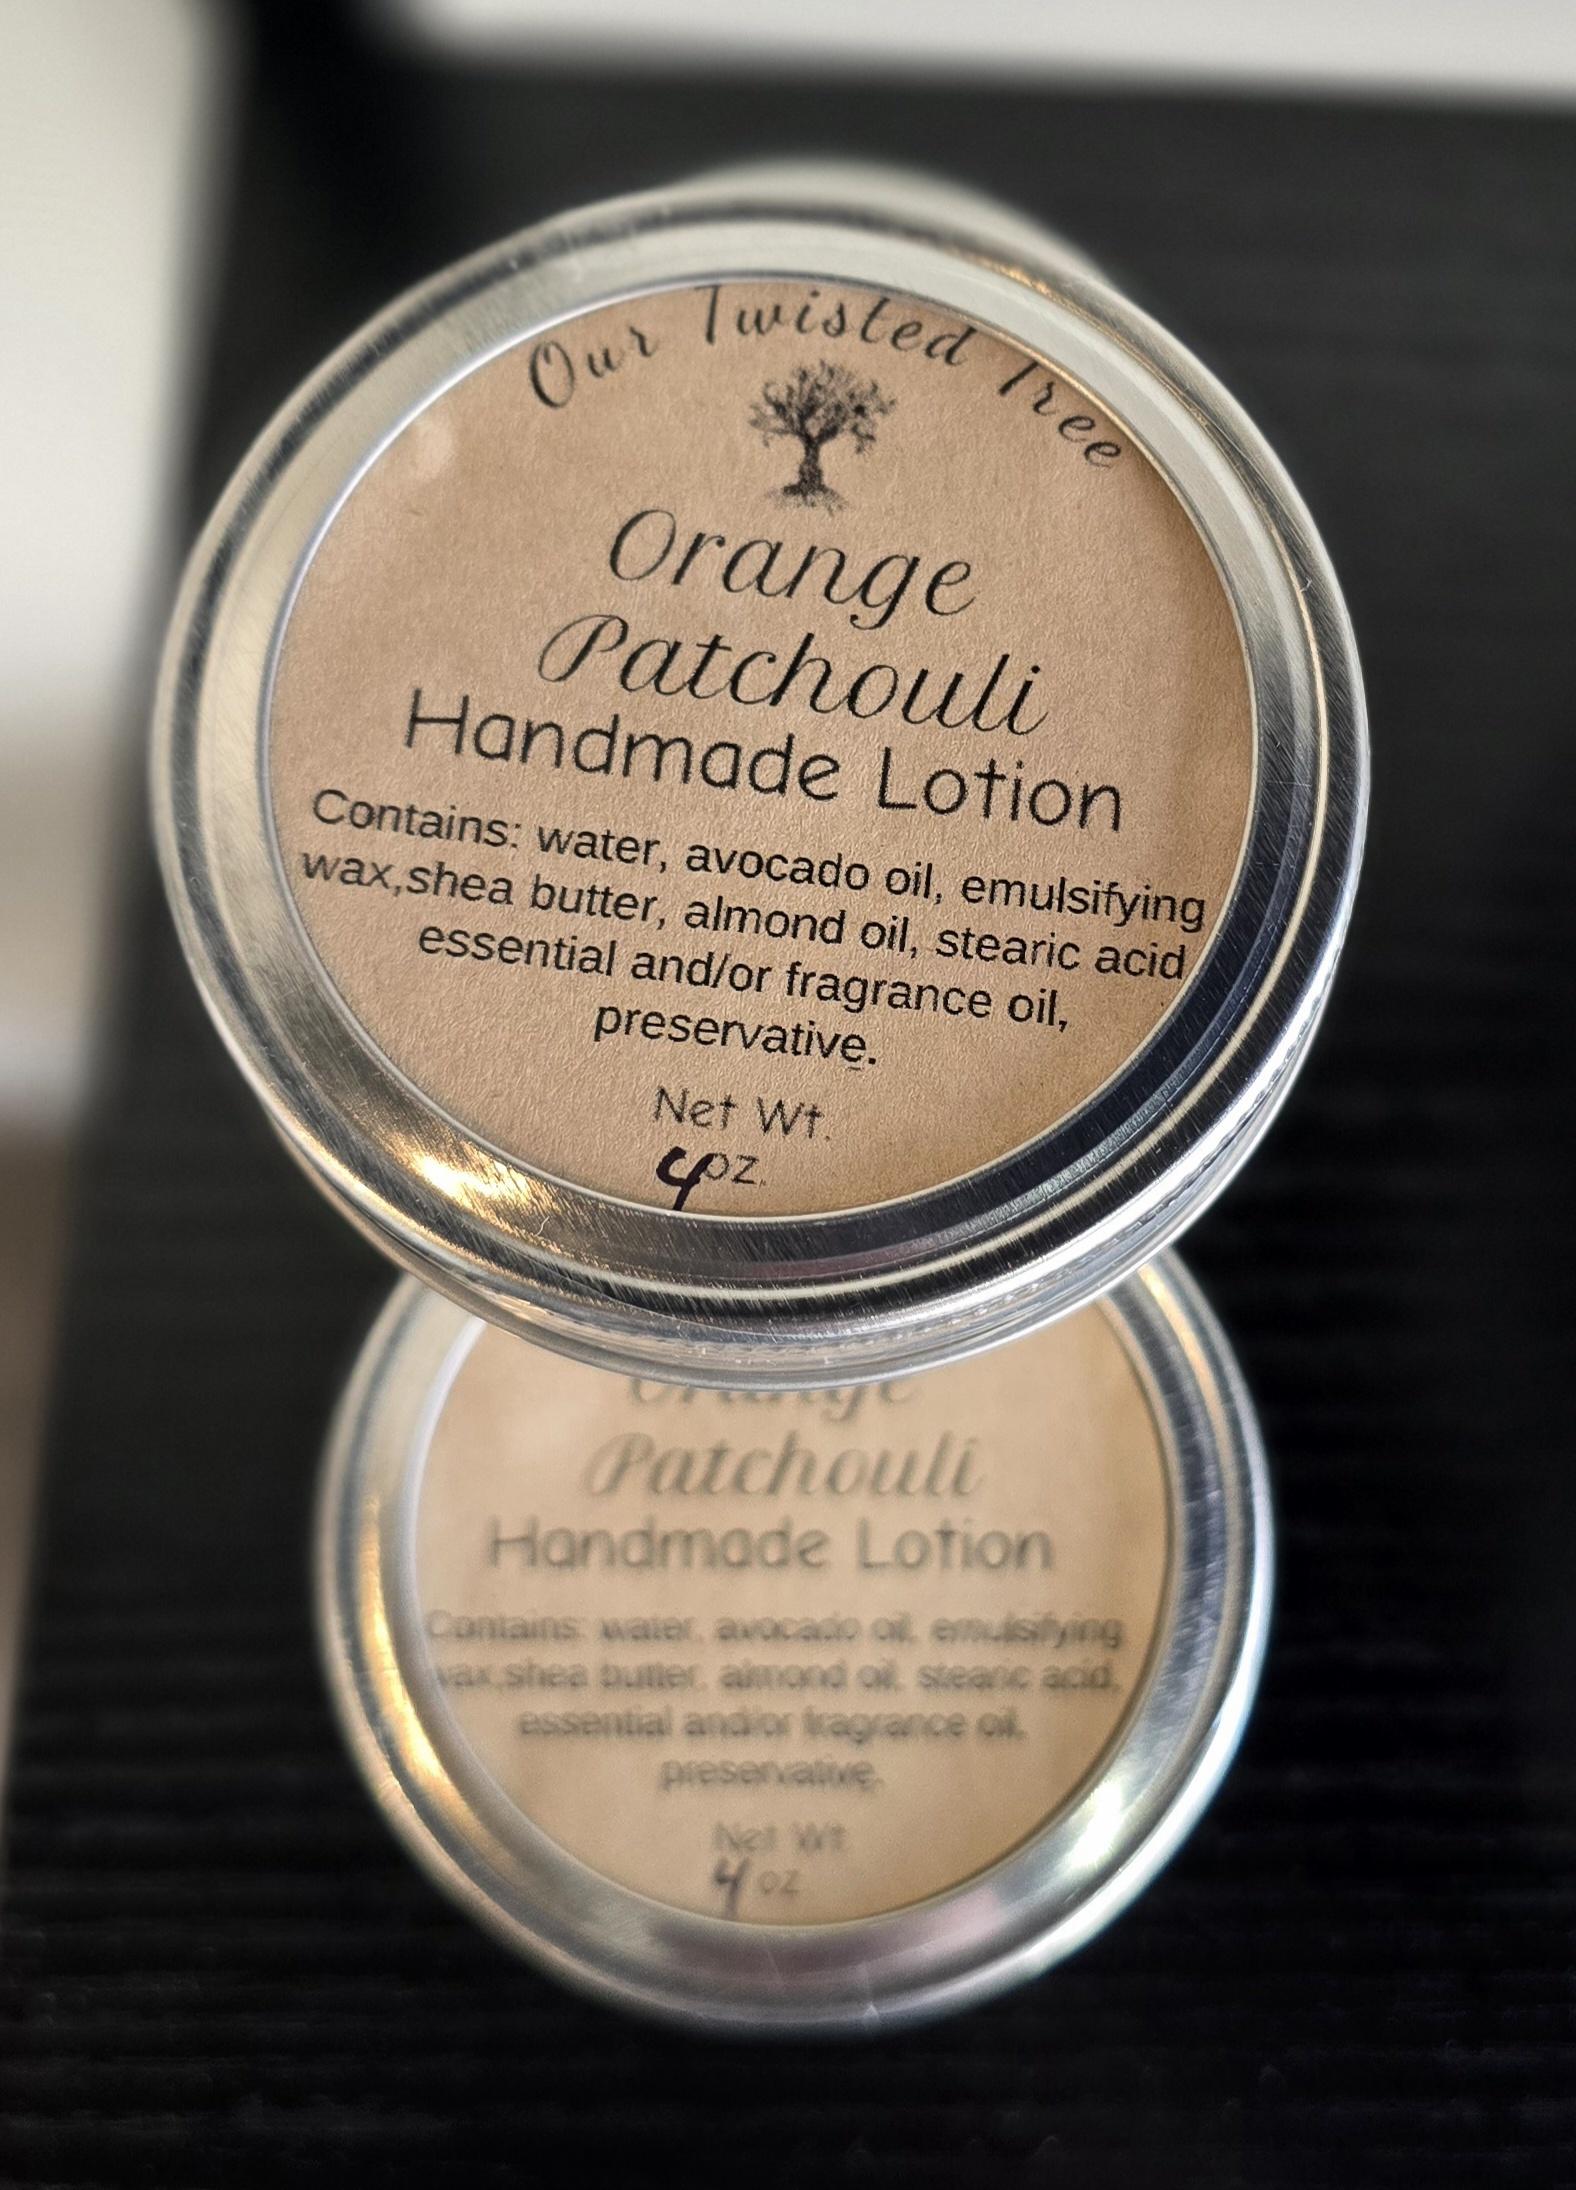 Our Twisted Tree
Orange
Patchouli
Handmade Lotion
Contains: water, avocado oil, emulsifying
wax,shea butter, almond oil, stearic acid
essential and/or fragrance oil,
preservative.
Net Wt.
4oz.
Orange
Patchouli
Handmade Lotion
Contains: water, avocado oil, emulsifying
wax,shea butter, almond oil, stearic acid,
essential and/or fragrance oil,
preservative.
Net Wt
4 oz